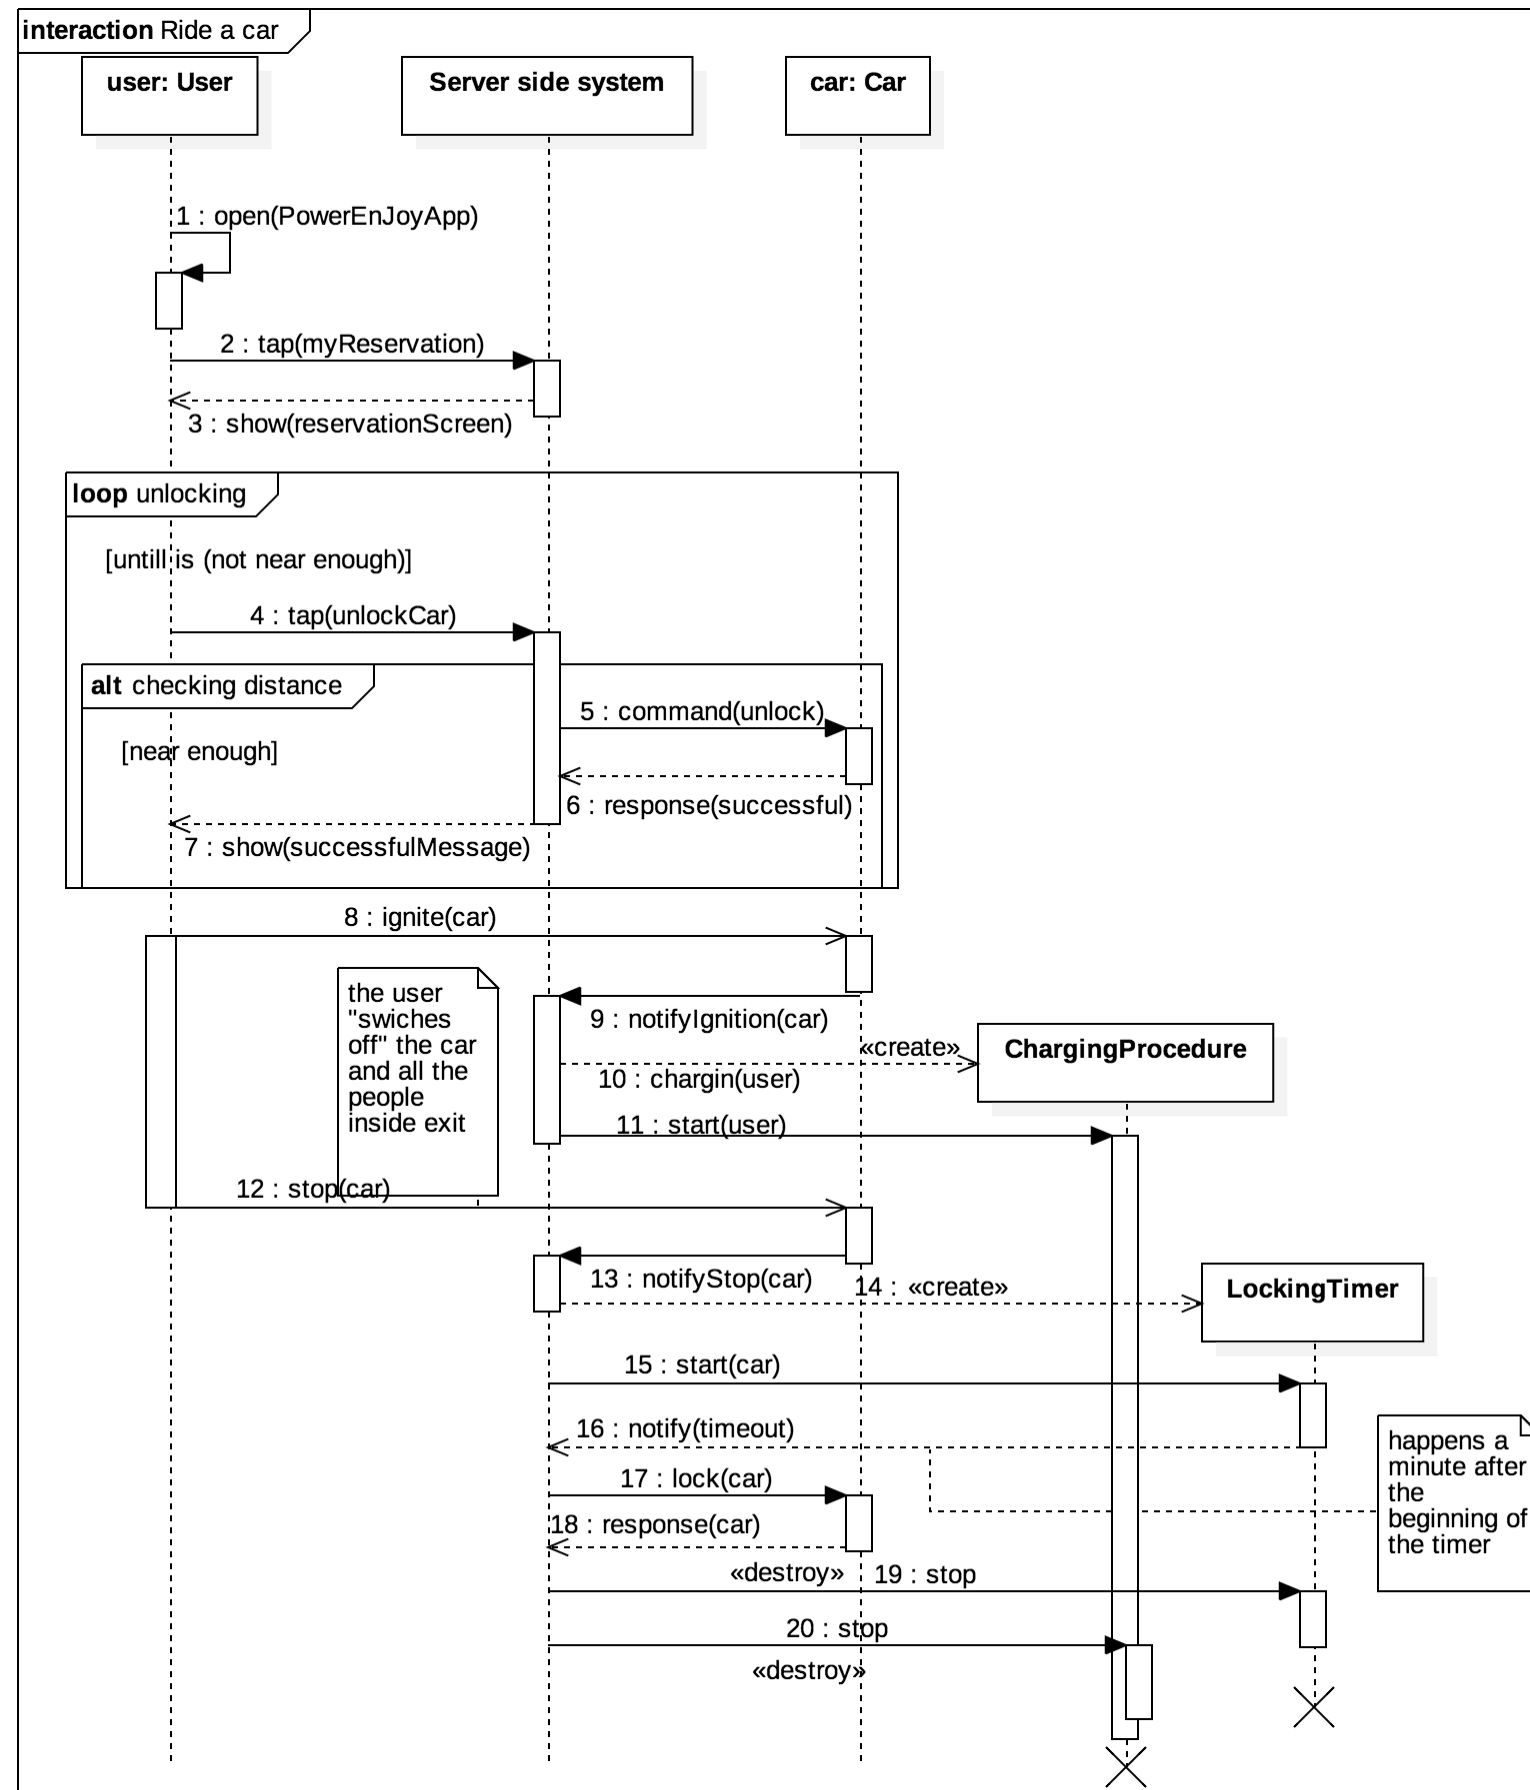 interaction Ride a car
user: User
Server side system
car: Car
1 : open(PowerEnJoyApp)
2 : tap(myReservation)
3 : show(reservationScreen)
loop unlocking
[untill is (not near enough)]
4 : tap(unlockCar)
alt checking distance
5 : command(unlock)
[near enough]
6 : response(successful)
7 : show(successfulMessage)
8 : ignite(car)
the user
"swiches
off" the car
and all the
people
inside exit
9 : notifyIgnition(car)
«create»
ChargingProcedure
10 : chargin(user)
11 : start(user)
12 : stop(car)
13 : notifyStop(car)
14 : «create»
LockingTimer
15 : start(car)
16 : notify(timeout)
happens a
minute after
the
beginning of
the timer
17 : lock(car)
18 : response(car)
«destroy» 19 : stop
20 : stop
«destroy»